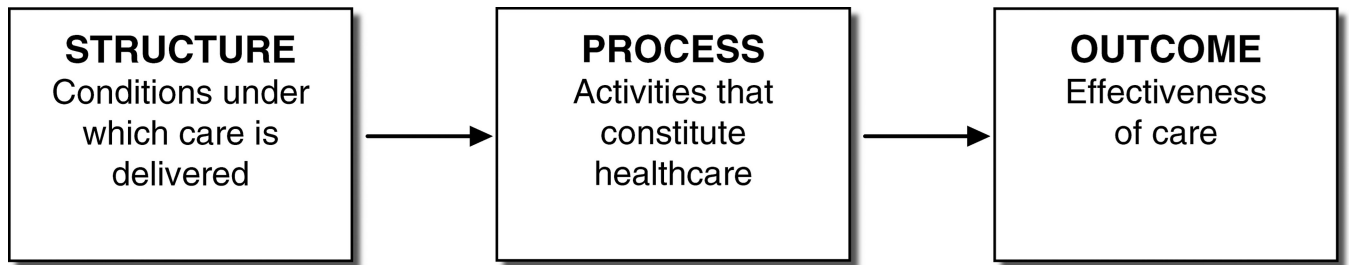 STRUCTURE
Conditions under
which care is
delivered
PROCESS
Activities that
constitute
healthcare
OUTCOME
Effectiveness
of care